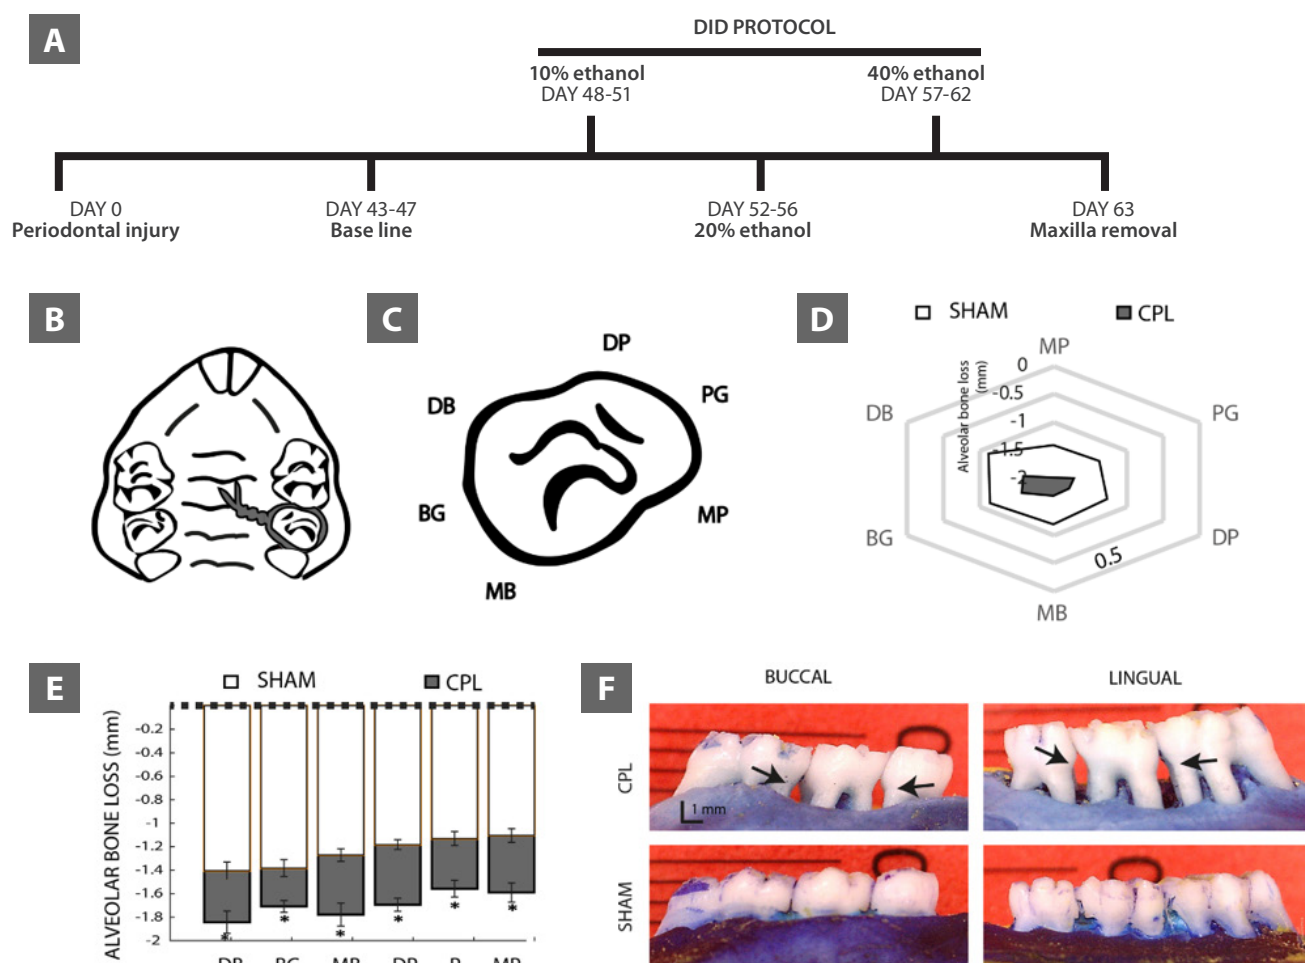 A
DID PROTOCOL
10% ethanol
DAY 48-51
40% ethanol
DAY 57-62
DAY 0
Periodontal injury
DAY 43-47
Base line
DAY 52-56
20% ethanol
DAY 63
Maxilla removal
B
C
DP
PG
DB
BG
MP
MB
D
SHAM
CPL
MP
Alveolar bone loss
(mm)
0
-0.5
-1
-1.5
-2
DB
PG
BG
DP
0.5
MB
E
SHAM
CPL
ALVEOLAR BONE LOSS (mm)
-0.2
-0.4
-0.6
-0.8
-1
-1.2
-1.4
-1.6
-1.8
-2
* * * * * *
F
BUCCAL
LINGUAL
CPL
1 mm
SHAM